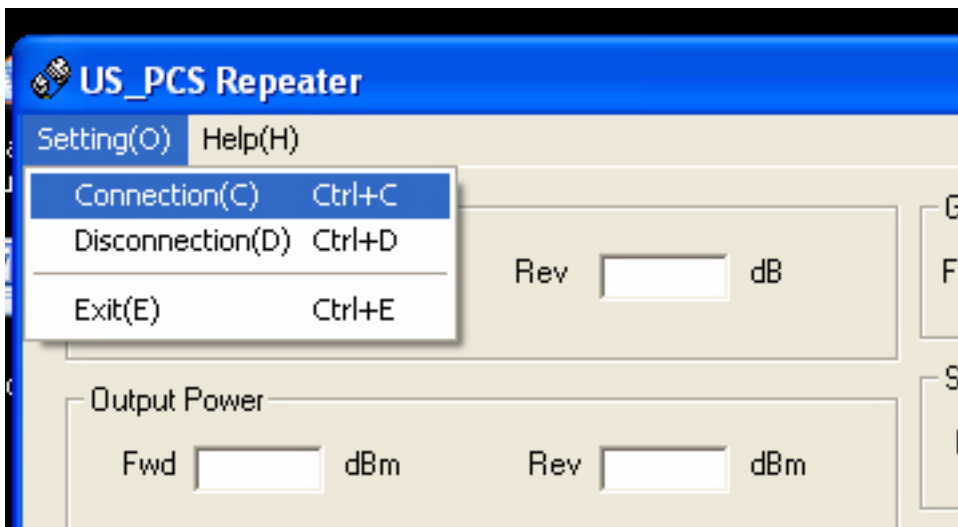 US_PCS Repeater
Setting(O) Help(H)
Connection(C) Ctrl+C
Disconnection(D) Ctrl+D
Exit(E) Ctrl+E
Rev dB
Output Power
Fwd dBm Rev dBm